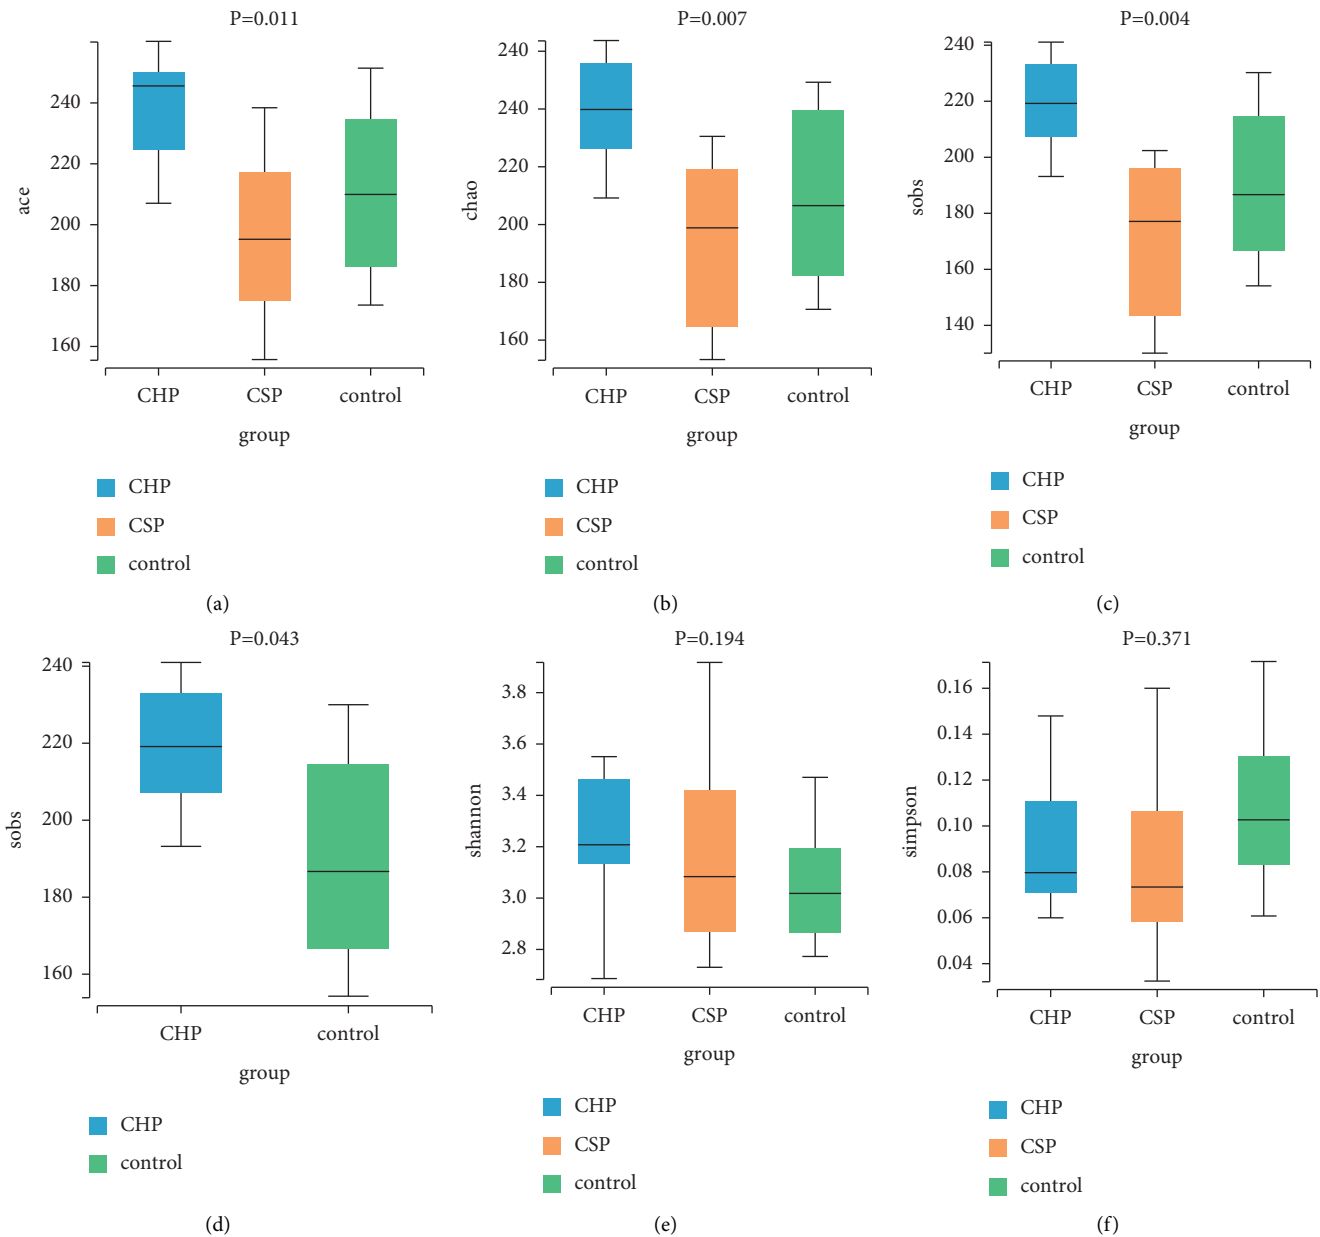 P=0.011
ace
240
220
200
180
160
CHP CSP control
group
CHP
CSP
control
(a)
P=0.007
chao
240
240
220
200
180
160
CHP CSP control
group
CHP
CSP
control
(b)
P=0.004
sobs
240
220
200
180
160
140
CHP CSP control
group
CHP
CSP
control
(c)
P=0.043
sobs
240
220
200
180
160
CHP control
group
CHP
control
(d)
P=0.194
shannon
3.8
3.6
3.4
3.2
3.0
2.8
CHP CSP control
group
CHP
CSP
control
(e)
P=0.371
simpson
0.16
0.14
0.12
0.10
0.08
0.06
0.04
CHP CSP control
group
CHP
CSP
control
(f)